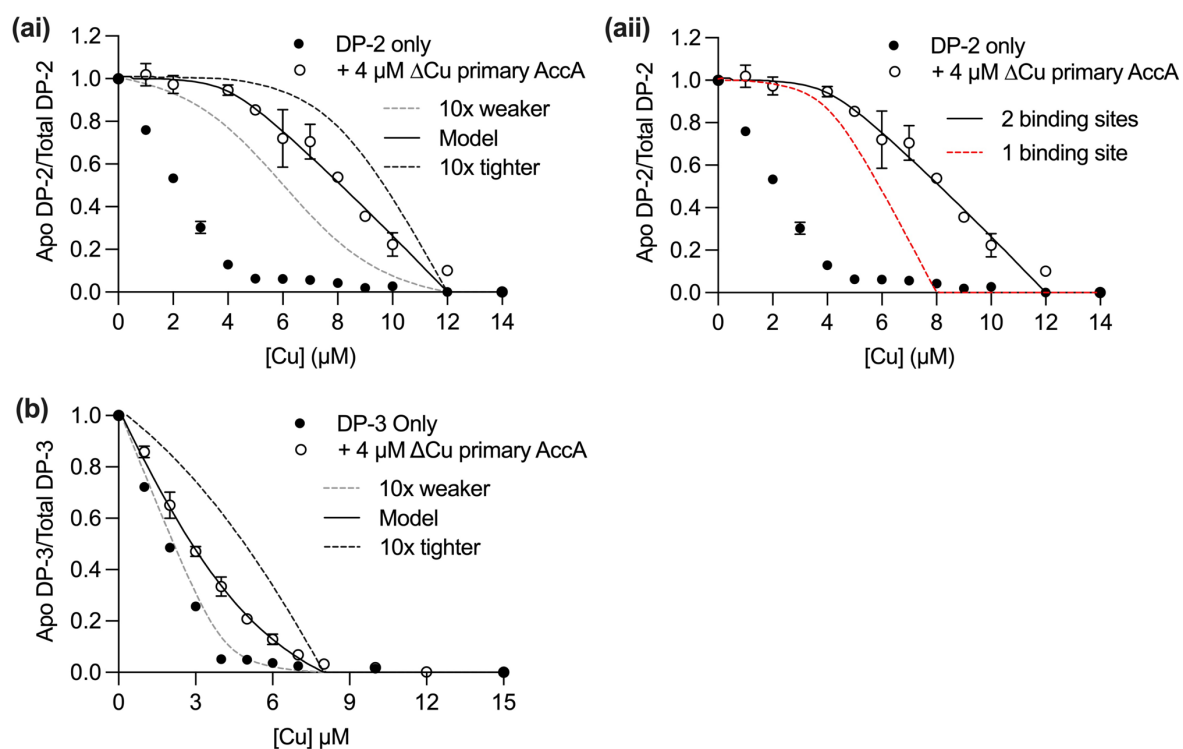 (ai)
Apo DP-2/Total DP-2
1.2
1.0
0.8
0.6
0.4
0.2
0.0
DP-2 only
+ 4 µM ΔCu primary AccA
10x weaker
Model
10x tighter
0 2 4 6 8 10 12 14
[Cu] (µM)
(aii)
Apo DP-2/Total DP-2
1.2
1.0
0.8
0.6
0.4
0.2
0.0
DP-2 only
+ 4 µM ΔCu primary AccA
2 binding sites
1 binding site
0 2 4 6 8 10 12 14
[Cu] (µM)
(b)
Apo DP-3/Total DP-3
1.0
0.8
0.6
0.4
0.2
0.0
DP-3 Only
+ 4 µM ΔCu primary AccA
10x weaker
Model
10x tighter
0 3 6 9 12 15
[Cu] µM